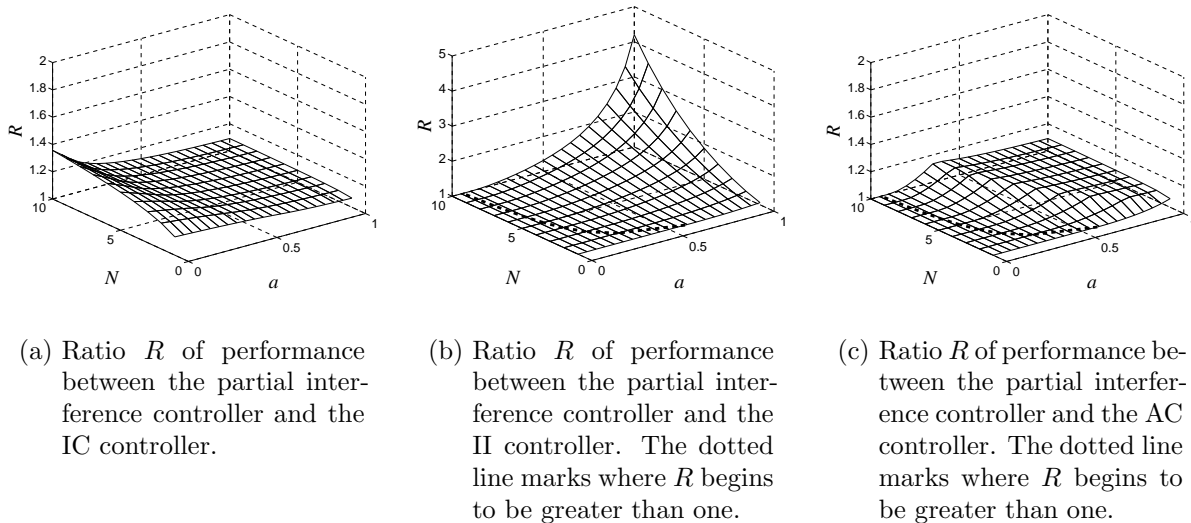 2
1.8
1.6
1.4
1.2
1
10
5
0
0
0.5
1
R
N
a
5
4
3
2
1
10
5
0
0
0.5
1
R
N
a
2
1.8
1.6
1.4
1.2
1
10
5
0
0
0.5
1
R
N
a
(a) Ratio R of performance
between the partial inter-
ference controller and the
IC controller.
(b) Ratio R of performance
between the partial inter-
ference controller and the
II controller. The dotted
line marks where R begins
to be greater than one.
(c) Ratio R of performance be-
tween the partial interfer-
ence controller and the AC
controller. The dotted line
marks where R begins to
be greater than one.